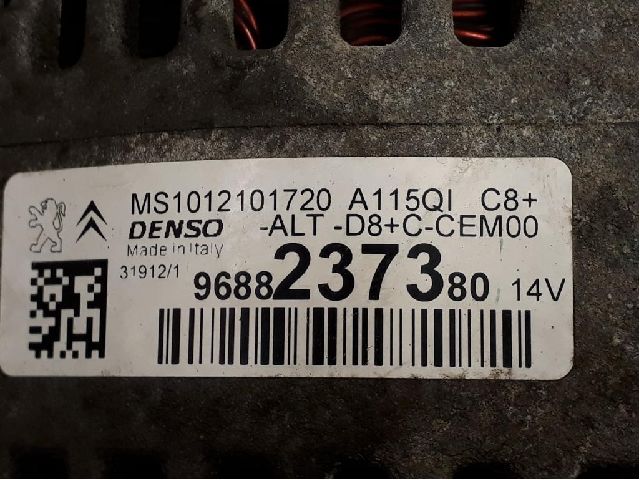 MS1012101720 A115QI C8+
DENSO -ALT -D8+C-CEM00
Made in Italy
31912/1
9688237380 14V